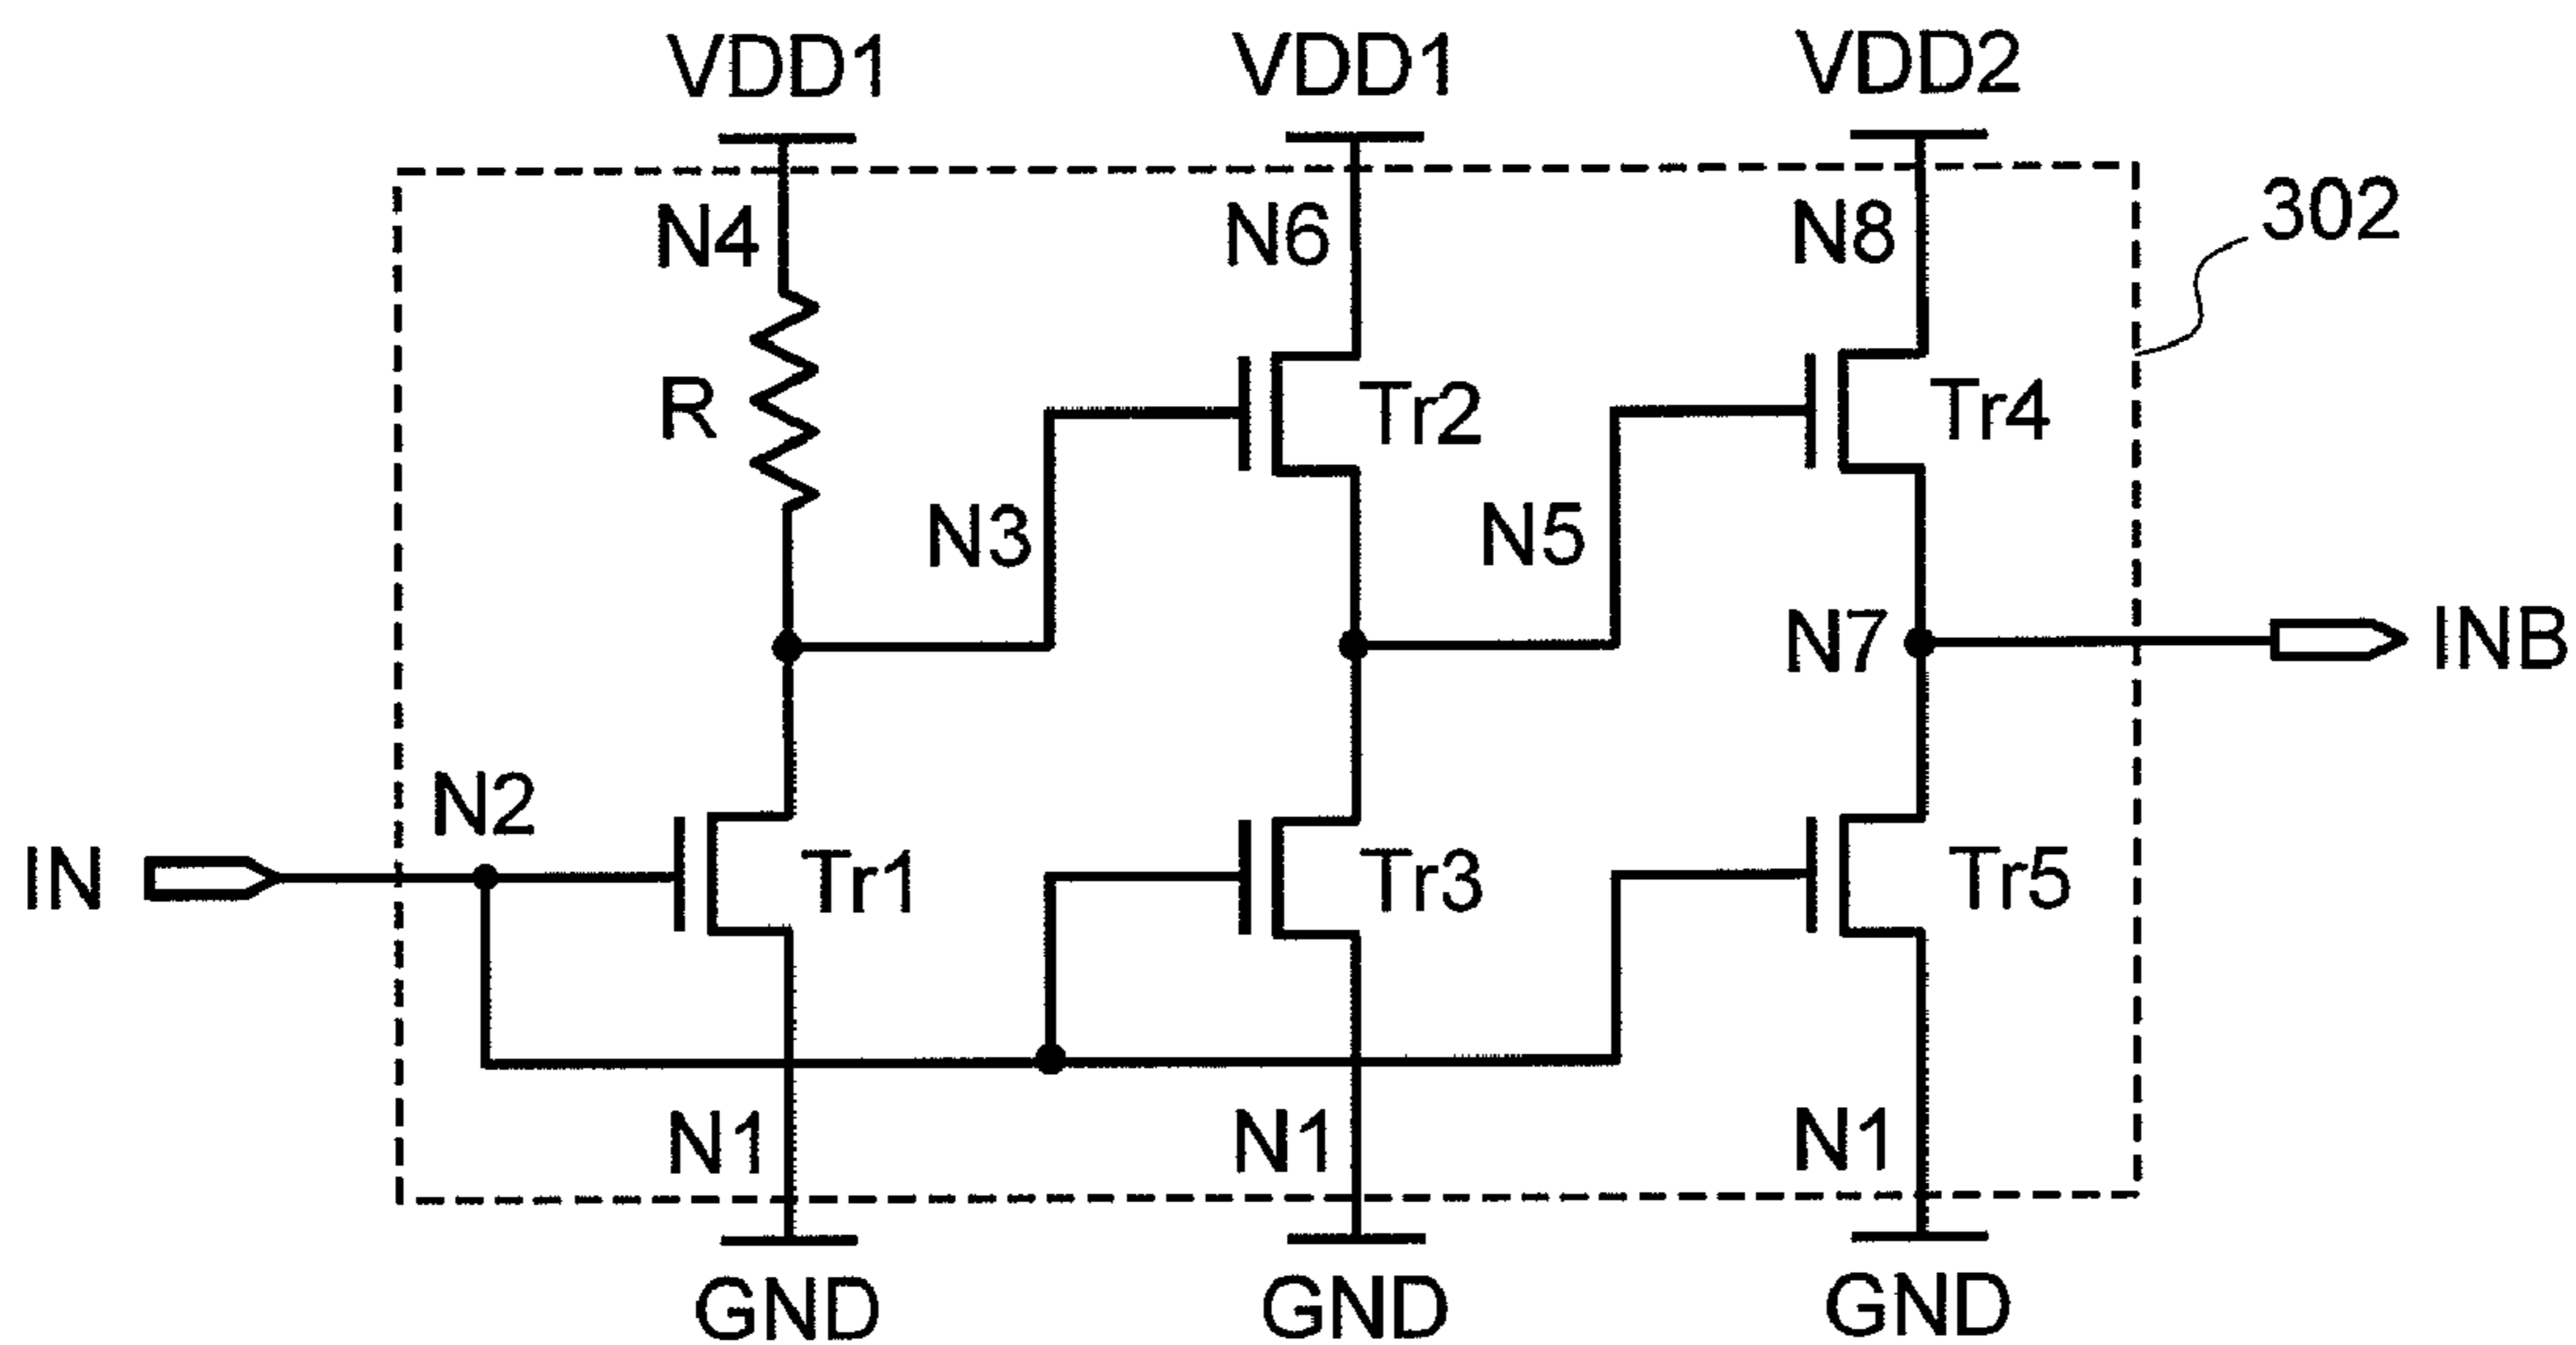 VDD1 VDD1 VDD2
N4 N6 N8 302
R Tr2 Tr4
N3 N5
N7 INB
N2
IN Tr1 Tr3 Tr5
N1 N1 N1
GND GND GND